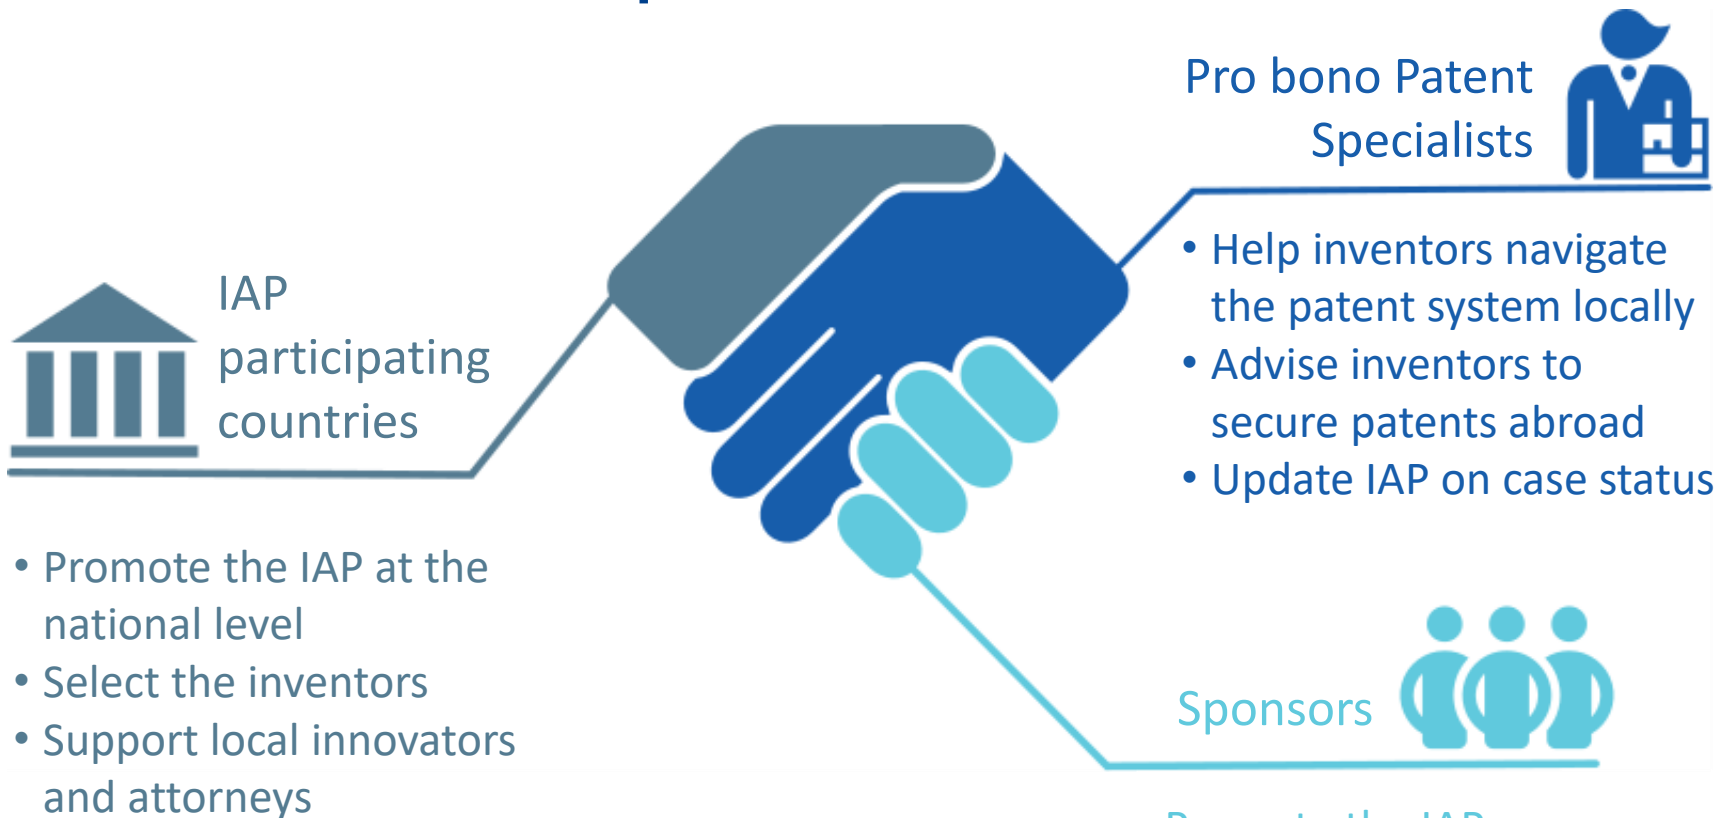 Pro bono Patent
Specialists
• Help inventors navigate
the patent system locally
• Advise inventors to
secure patents abroad
• Update IAP on case status
IAP
participating
countries
• Promote the IAP at the
national level
• Select the inventors
• Support local innovators
and attorneys
Sponsors
the IAP